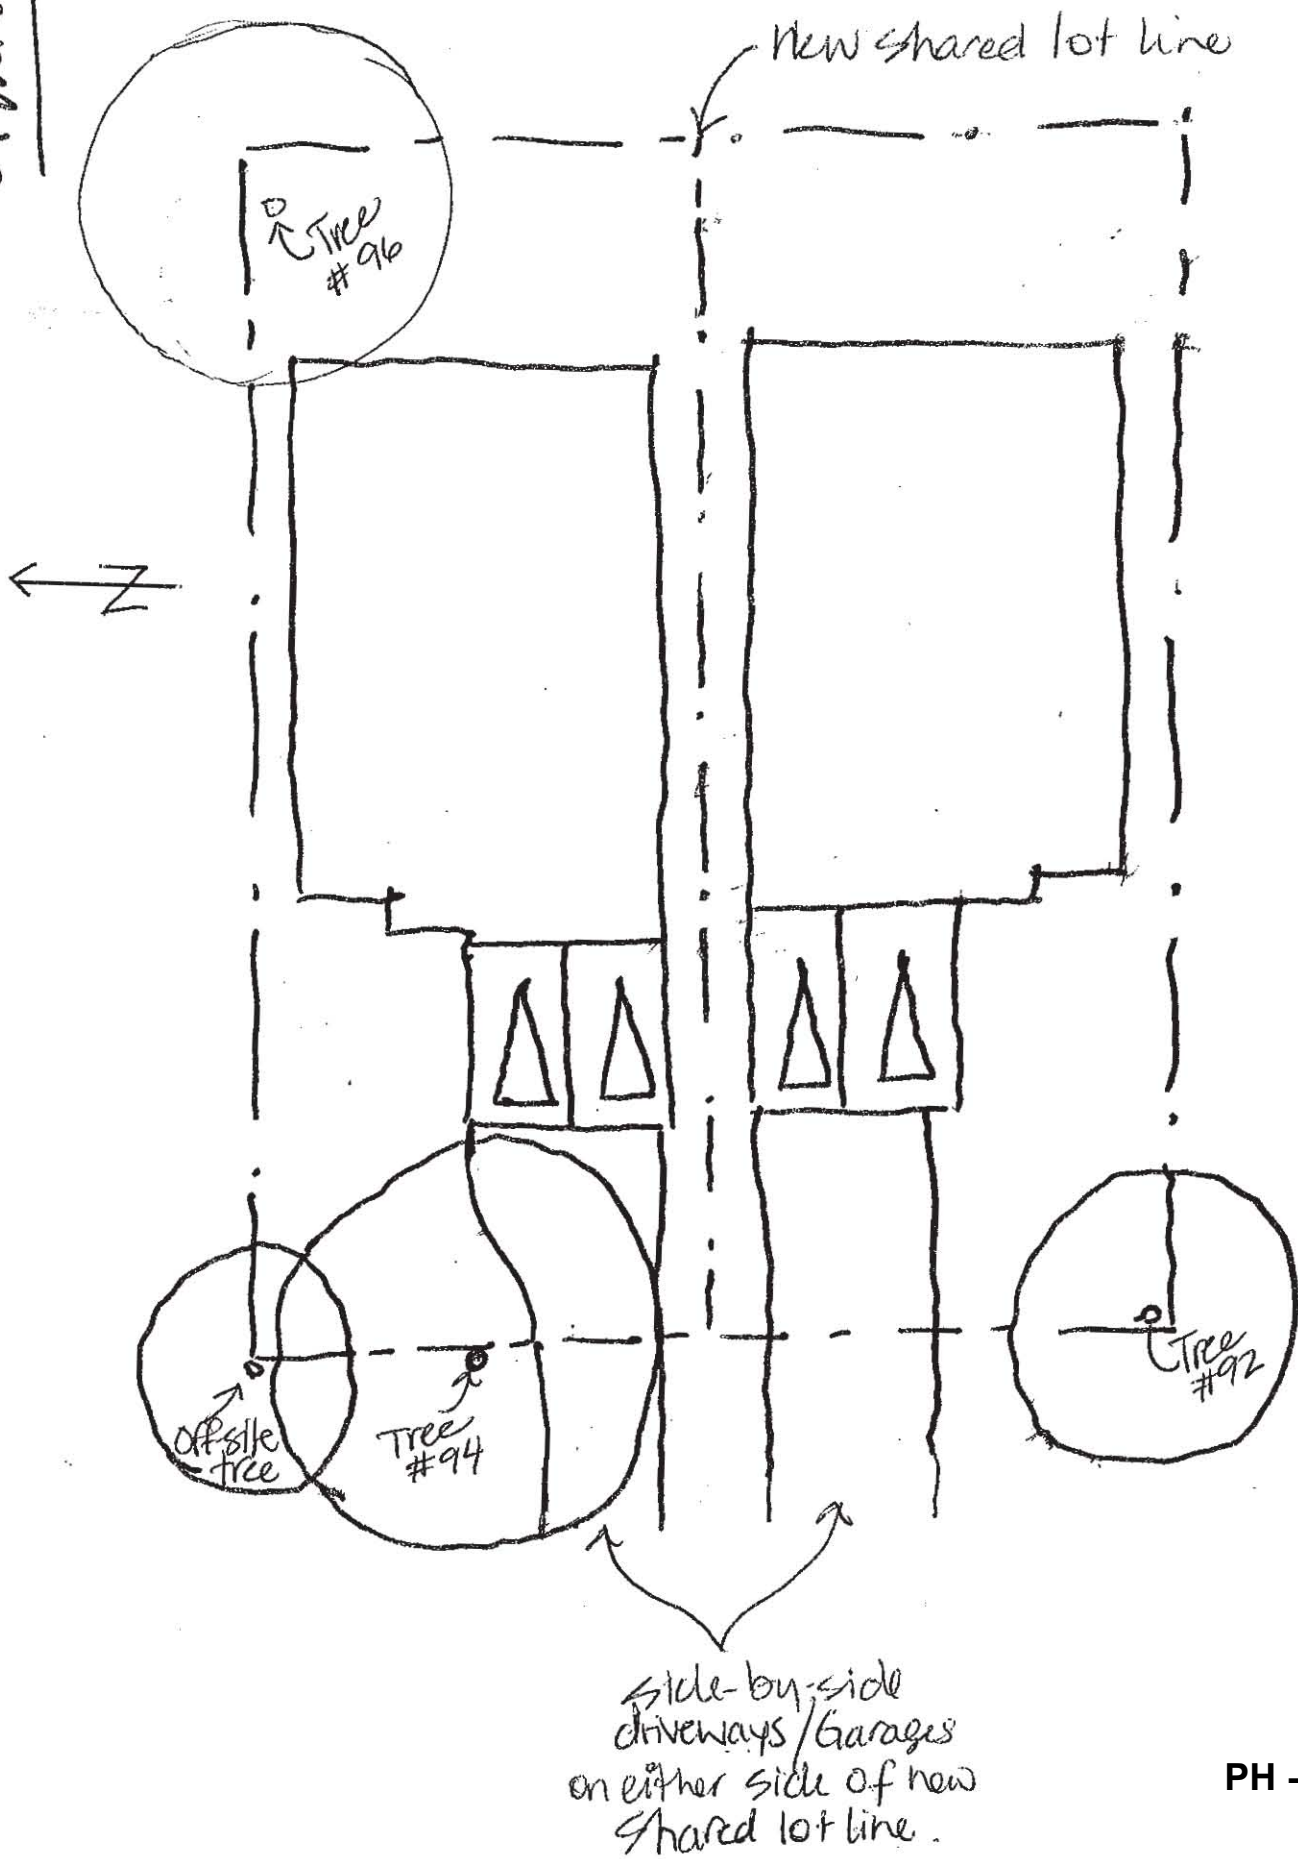 New shared lot line
Tree
#96
N
Off-site
tree
Tree
#94
Tree
#92
side-by-side
driveways/Garages
on either side of new
shared lot line.
PH -